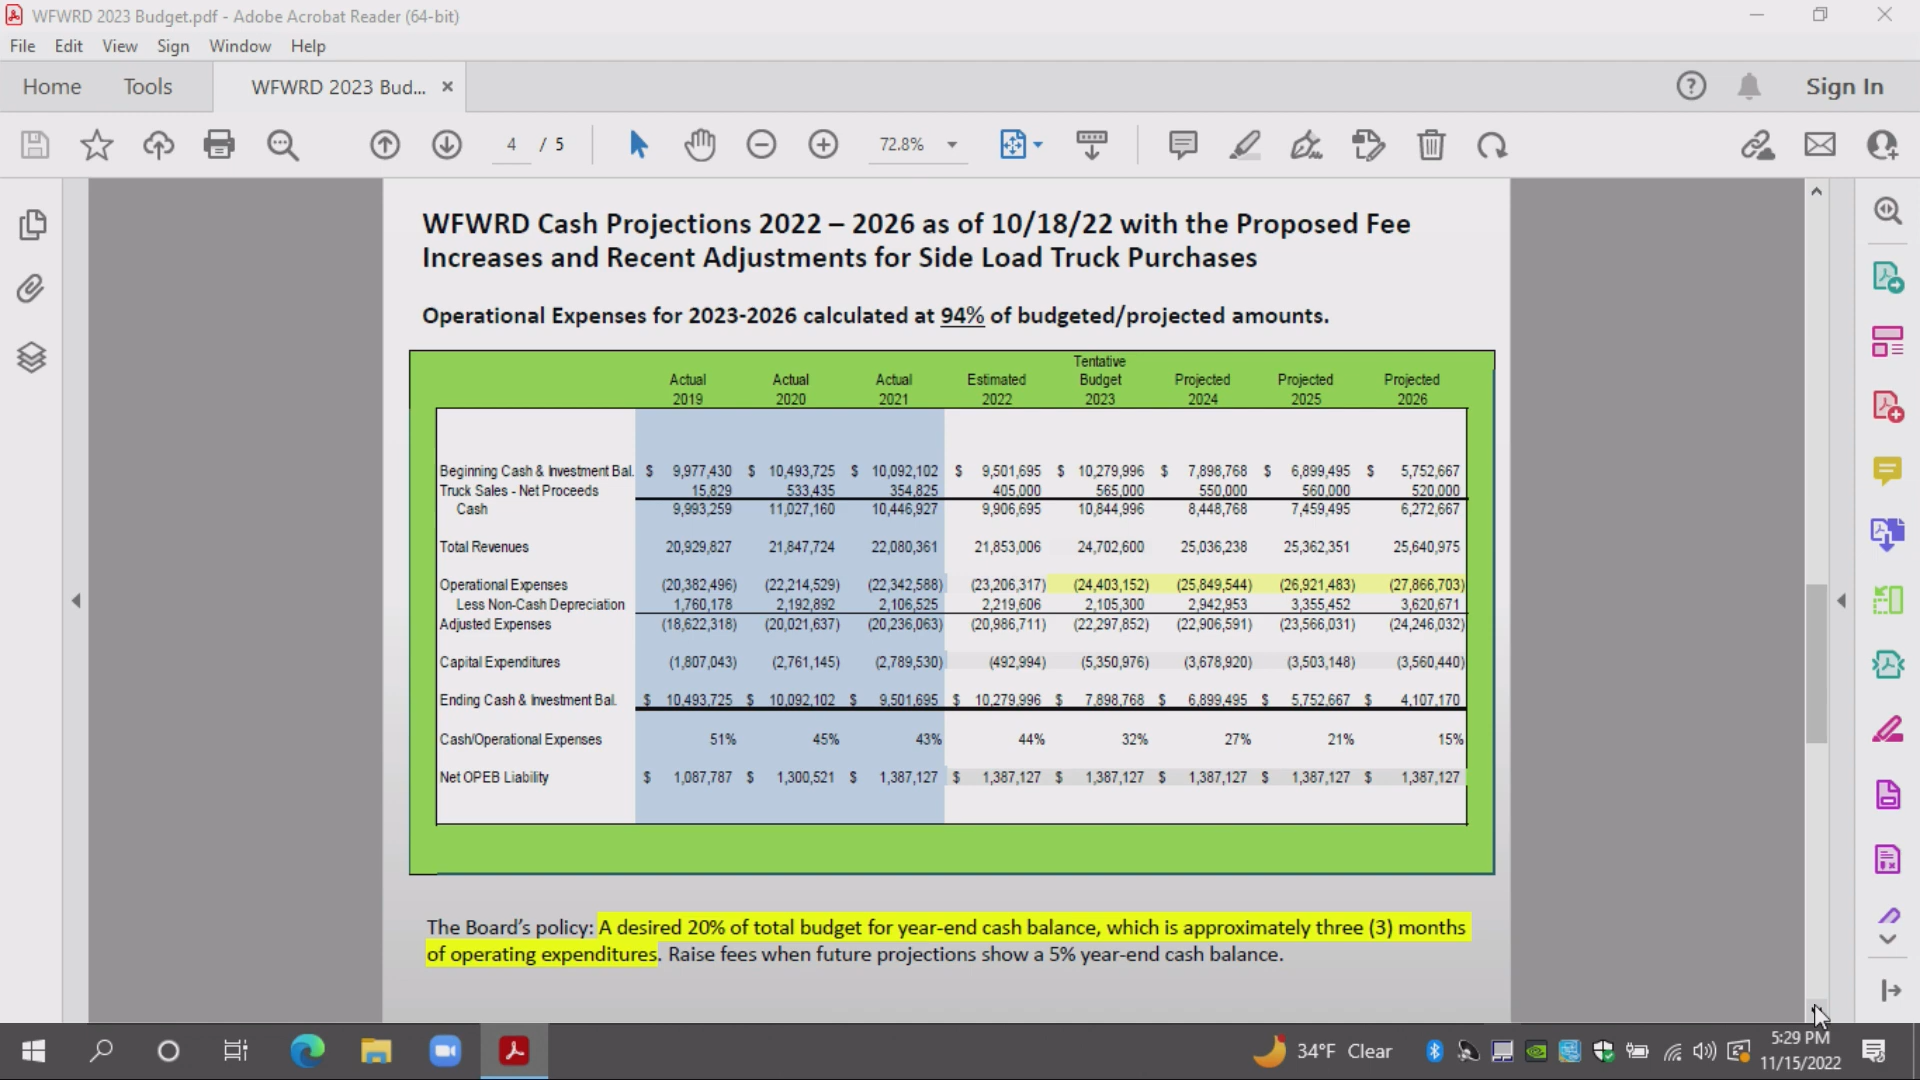 WFWRD 2023 Budget.pdf - Adobe Acrobat Reader (64-bit)
File Edit View Sign Window Help
Home Tools WFWRD 2023 Bud... × Sign In
4 / 5 72.8%
WFWRD Cash Projections 2022 – 2026 as of 10/18/22 with the Proposed Fee
Increases and Recent Adjustments for Side Load Truck Purchases
Operational Expenses for 2023-2026 calculated at 94% of budgeted/projected amounts.
Tentative
Actual Actual Actual Estimated Budget Projected Projected Projected
2019 2020 2021 2022 2023 2024 2025 2026
Beginning Cash & Investment Bal. $ 9,977,430 $ 10,493,725 $ 10,092,102 $ 9,501,695 $ 10,279,996 $ 7,898,768 $ 6,899,495 $ 5,752,667
Truck Sales - Net Proceeds 15,829 533,435 354,825 405,000 565,000 550,000 560,000 520,000
Cash 9,993,259 11,027,160 10,446,927 9,906,695 10,844,996 8,448,768 7,459,495 6,272,667
Total Revenues 20,929,827 21,847,724 22,080,361 21,853,006 24,702,600 25,036,238 25,362,351 25,640,975
Operational Expenses (20,382,496) (22,214,529) (22,342,588) (23,206,317) (24,403,152) (25,849,544) (26,921,483) (27,866,703)
Less Non-Cash Depreciation 1,760,178 2,192,892 2,106,525 2,219,606 2,105,300 2,942,953 3,355,452 3,620,671
Adjusted Expenses (18,622,318) (20,021,637) (20,236,063) (20,986,711) (22,297,852) (22,906,591) (23,566,031) (24,246,032)
Capital Expenditures (1,807,043) (2,761,145) (2,789,530) (492,994) (5,350,976) (3,678,920) (3,503,148) (3,560,440)
Ending Cash & Investment Bal. $ 10,493,725 $ 10,092,102 $ 9,501,695 $ 10,279,996 $ 7,898,768 $ 6,899,495 $ 5,752,667 $ 4,107,170
Cash/Operational Expenses 51% 45% 43% 44% 32% 27% 21% 15%
Net OPEB Liability $ 1,087,787 $ 1,300,521 $ 1,387,127 $ 1,387,127 $ 1,387,127 $ 1,387,127 $ 1,387,127 $ 1,387,127
The Board’s policy: A desired 20% of total budget for year-end cash balance, which is approximately three (3) months
of operating expenditures. Raise fees when future projections show a 5% year-end cash balance.
34°F Clear
5:29 PM
11/15/2022